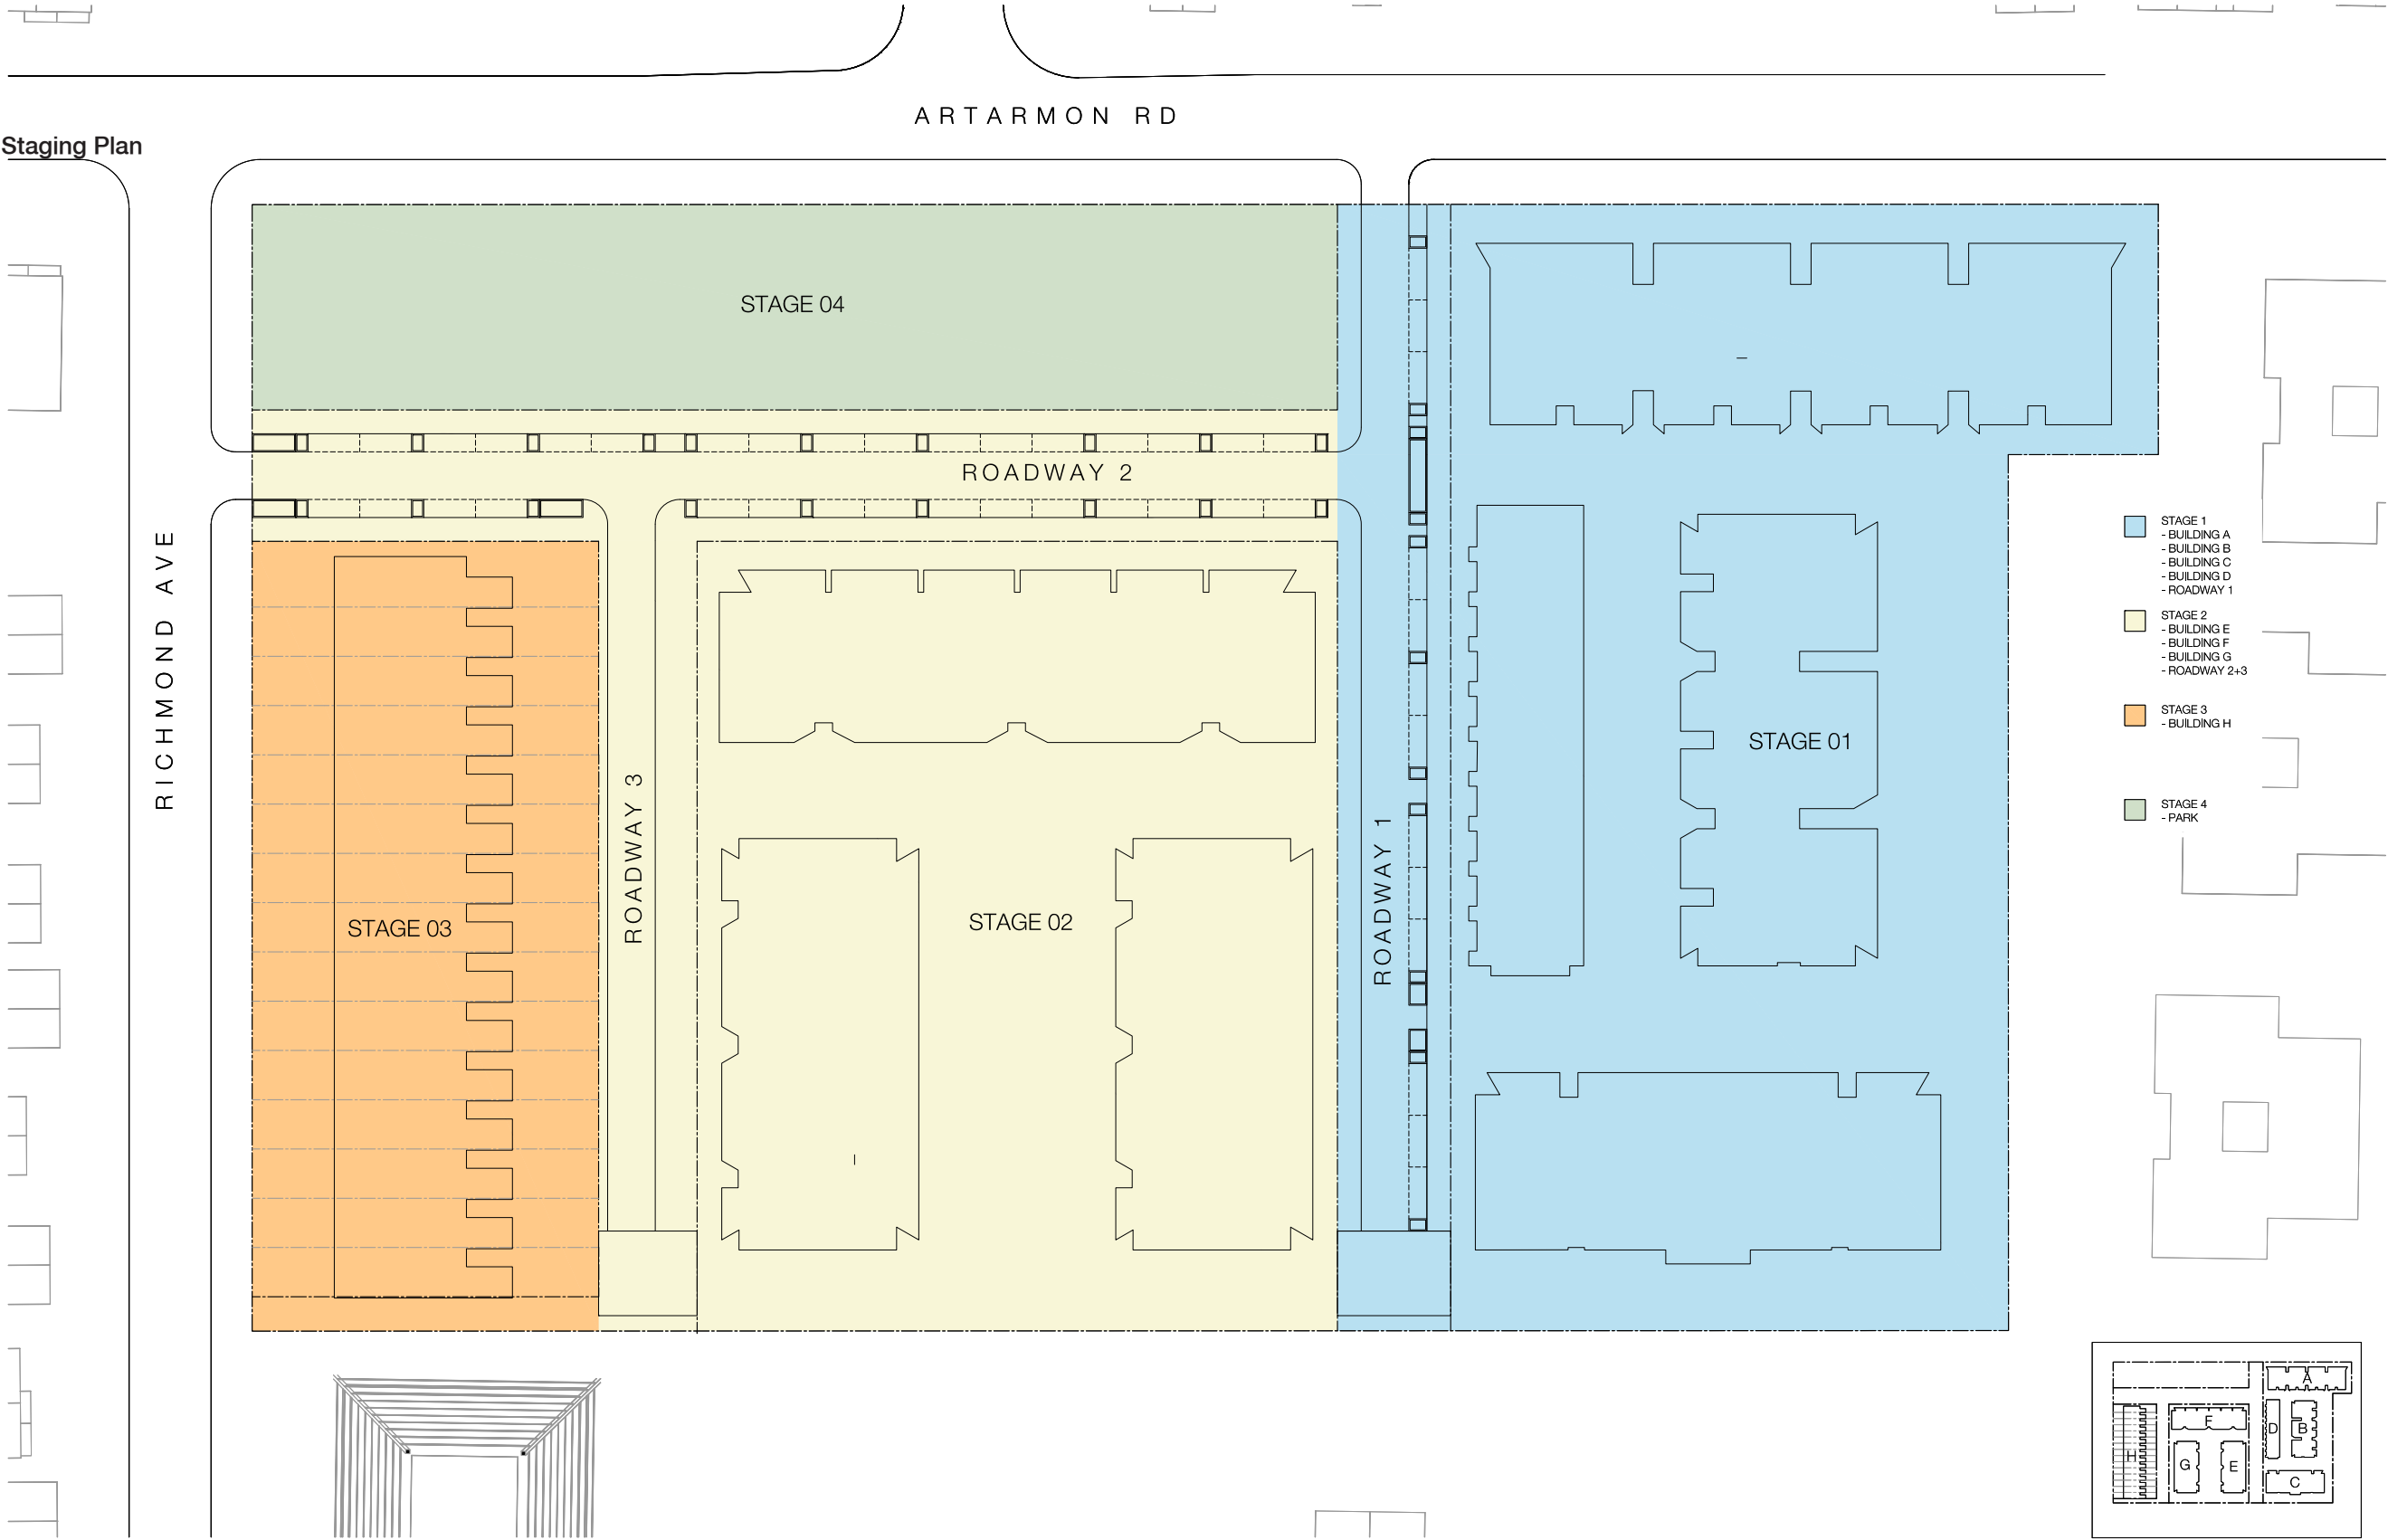 ARTARMON RD
Staging Plan
STAGE 04
ROADWAY 2
RICHMOND AVE
STAGE 1
- BUILDING A
- BUILDING B
- BUILDING C
- BUILDING D
- ROADWAY 1
STAGE 2
- BUILDING E
- BUILDING F
- BUILDING G
- ROADWAY 2+3
STAGE 3
- BUILDING H
STAGE 4
- PARK
STAGE 01
ROADWAY 3
ROADWAY 1
STAGE 02
STAGE 03
A
F
D
B
H
G
E
C